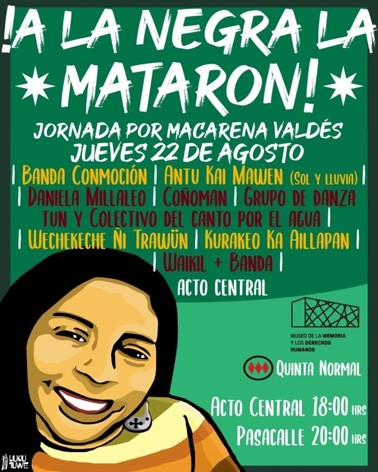 ¡A LA NEGRA LA
MATARON!
JORNADA POR MACARENA VALDÉS
JUEVES 22 DE AGOSTO
| BANDA CONMOCIÓN | ANTU KAI MAWEN (SOL Y LLUVIA) |
| DANIELA MILLALEO | COÑOMAN | GRUPO DE DANZA
TUN Y COLECTIVO DEL CANTO POR EL AGUA |
| WECHEKECHE ÑI TRAWÜN | KURAKEO KA AILLAPAN |
| WAIKIL + BANDA |
ACTO CENTRAL
MUSEO DE LA MEMORIA
Y LOS DERECHOS
HUMANOS
QUINTA NORMAL
ACTO CENTRAL 18:00 HRS
PASACALLE 20:00 HRS